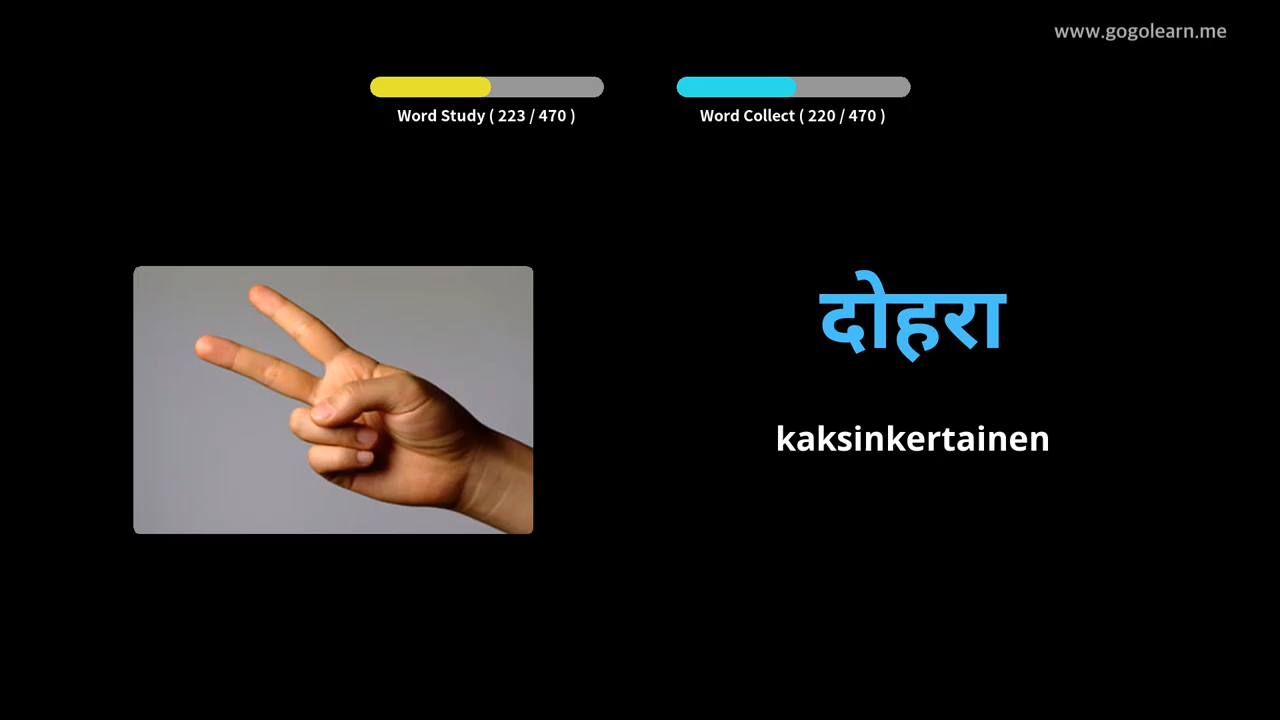 www.gogolearn.me
Word Study ( 223 / 470 )
Word Collect ( 220 / 470 )
दोहरा
kaksinkertainen